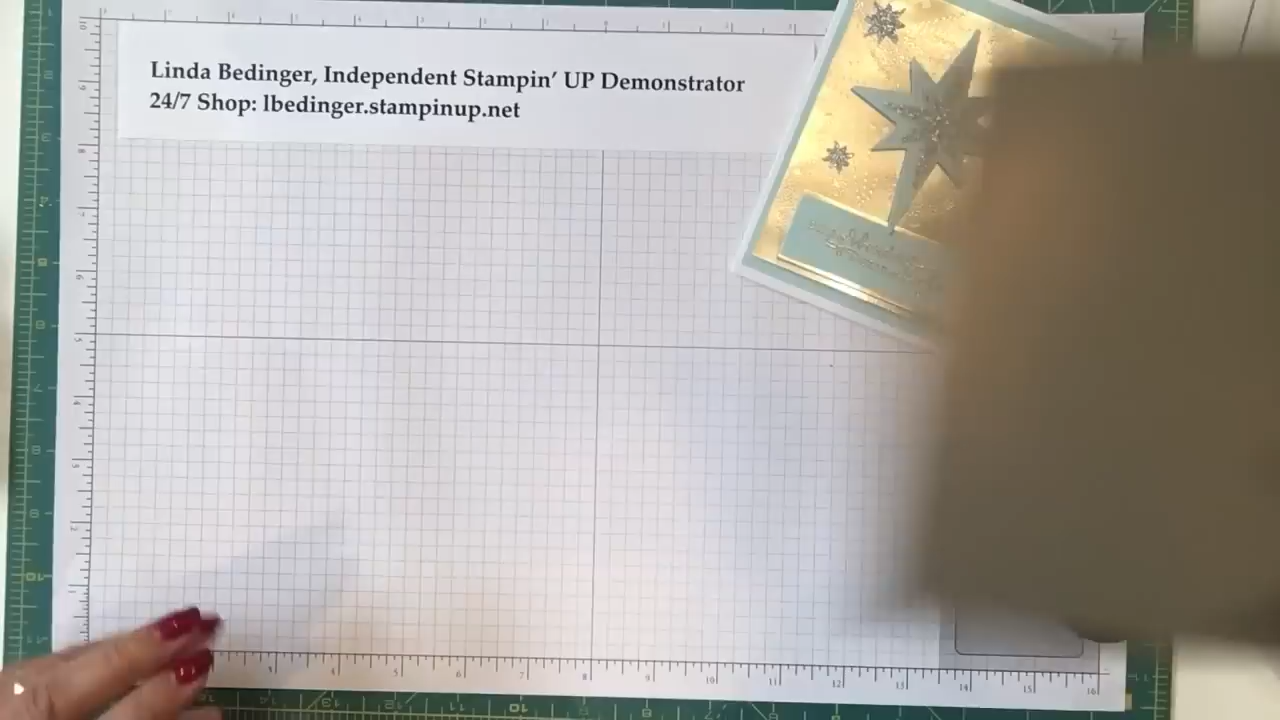 Linda Bedinger, Independent Stampin' UP Demonstrator
24/7 Shop: lbedinger.stampinup.net